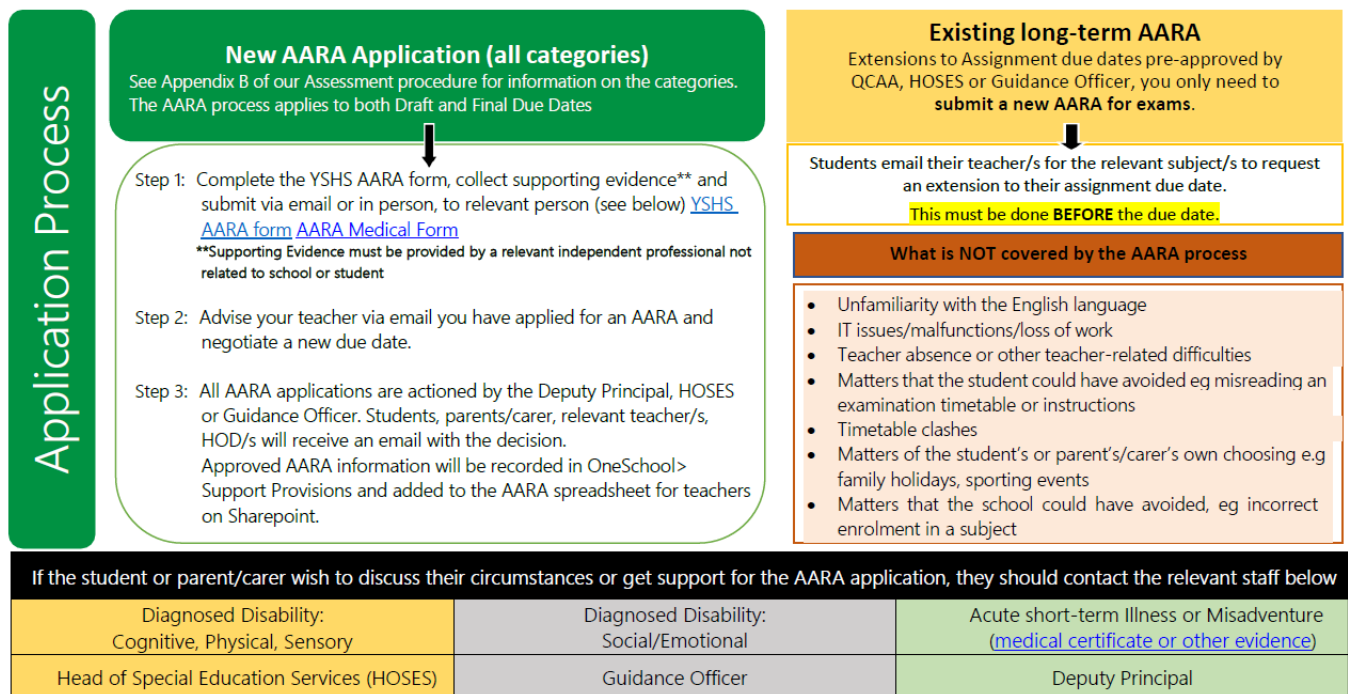 Application Process
New AARA Application (all categories)
See Appendix B of our Assessment procedure for information on the categories.
The AARA process applies to both Draft and Final Due Dates
Step 1: Complete the YSHS AARA form, collect supporting evidence** and
submit via email or in person, to relevant person (see below) YSHS
AARA form AARA Medical Form
**Supporting Evidence must be provided by a relevant independent professional not
related to school or student
Step 2: Advise your teacher via email you have applied for an AARA and
negotiate a new due date.
Step 3: All AARA applications are actioned by the Deputy Principal, HOSES
or Guidance Officer. Students, parents/carer, relevant teacher/s,
HOD/s will receive an email with the decision.
Approved AARA information will be recorded in OneSchool>
Support Provisions and added to the AARA spreadsheet for teachers
on Sharepoint.
Existing long-term AARA
Extensions to Assignment due dates pre-approved by
QCAA, HOSES or Guidance Officer, you only need to
submit a new AARA for exams.
Students email their teacher/s for the relevant subject/s to request
an extension to their assignment due date.
This must be done BEFORE the due date.
What is NOT covered by the AARA process
• Unfamiliarity with the English language
• IT issues/malfunctions/loss of work
• Teacher absence or other teacher-related difficulties
• Matters that the student could have avoided eg misreading an
examination timetable or instructions
• Timetable clashes
• Matters of the student's or parent's/carer's own choosing e.g
family holidays, sporting events
• Matters that the school could have avoided, eg incorrect
enrolment in a subject
If the student or parent/carer wish to discuss their circumstances or get support for the AARA application, they should contact the relevant staff below
Diagnosed Disability:
Cognitive, Physical, Sensory
Diagnosed Disability:
Social/Emotional
Acute short-term Illness or Misadventure
(medical certificate or other evidence)
Head of Special Education Services (HOSES)
Guidance Officer
Deputy Principal